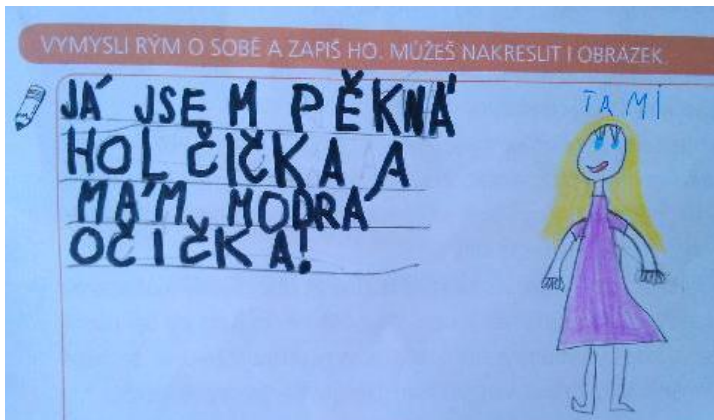 VYMYSLI RÝM O SOBĚ A ZAPIŠ HO. MŮŽEŠ NAKRESLIT I OBRÁZEK.
JÁ JSEM PĚKNÁ
HOLČIČKA A
MÁM MODRÁ
OČIČKA!
TAMI